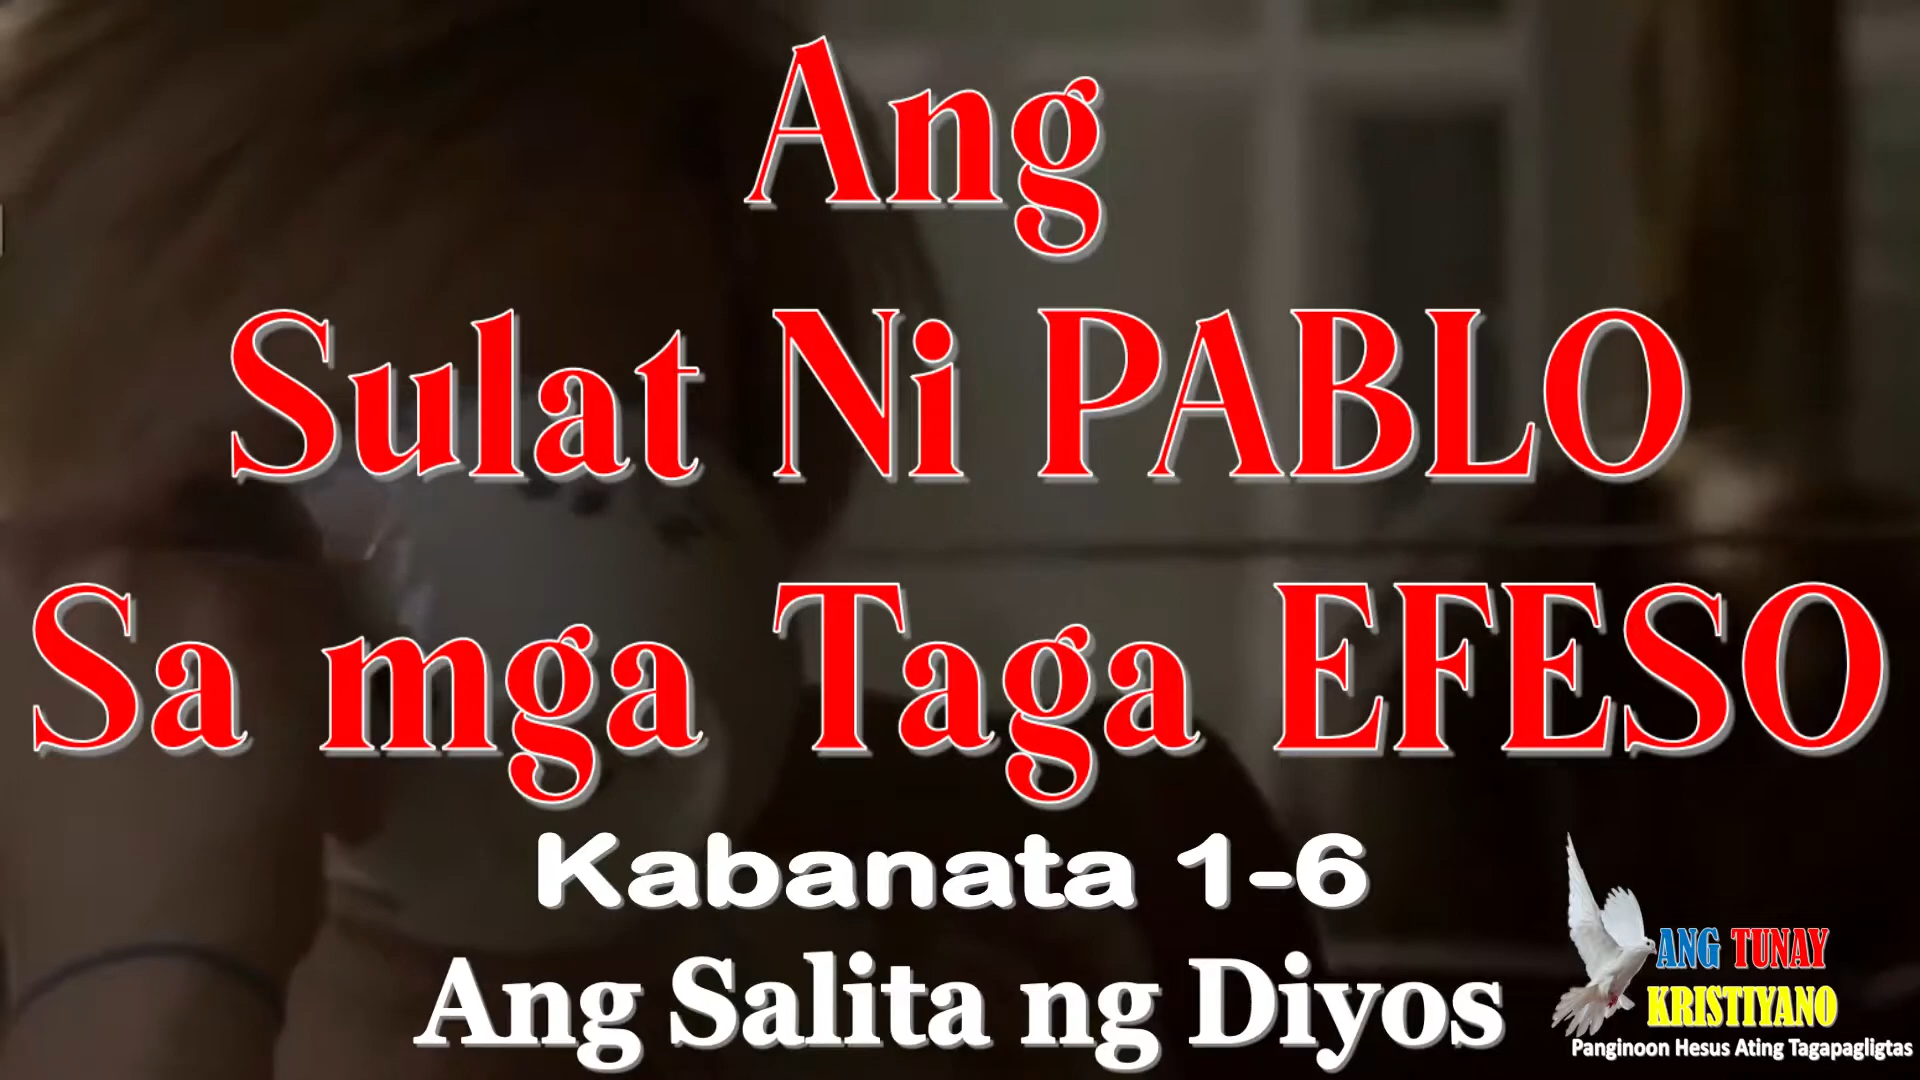 Ang
Sulat Ni PABLO
Sa mga Taga EFESO
Kabanata 1-6
Ang Salita ng Diyos
ANG TUNAY
KRISTIYANO
Panginoon Hesus Ating Tagapagligtas